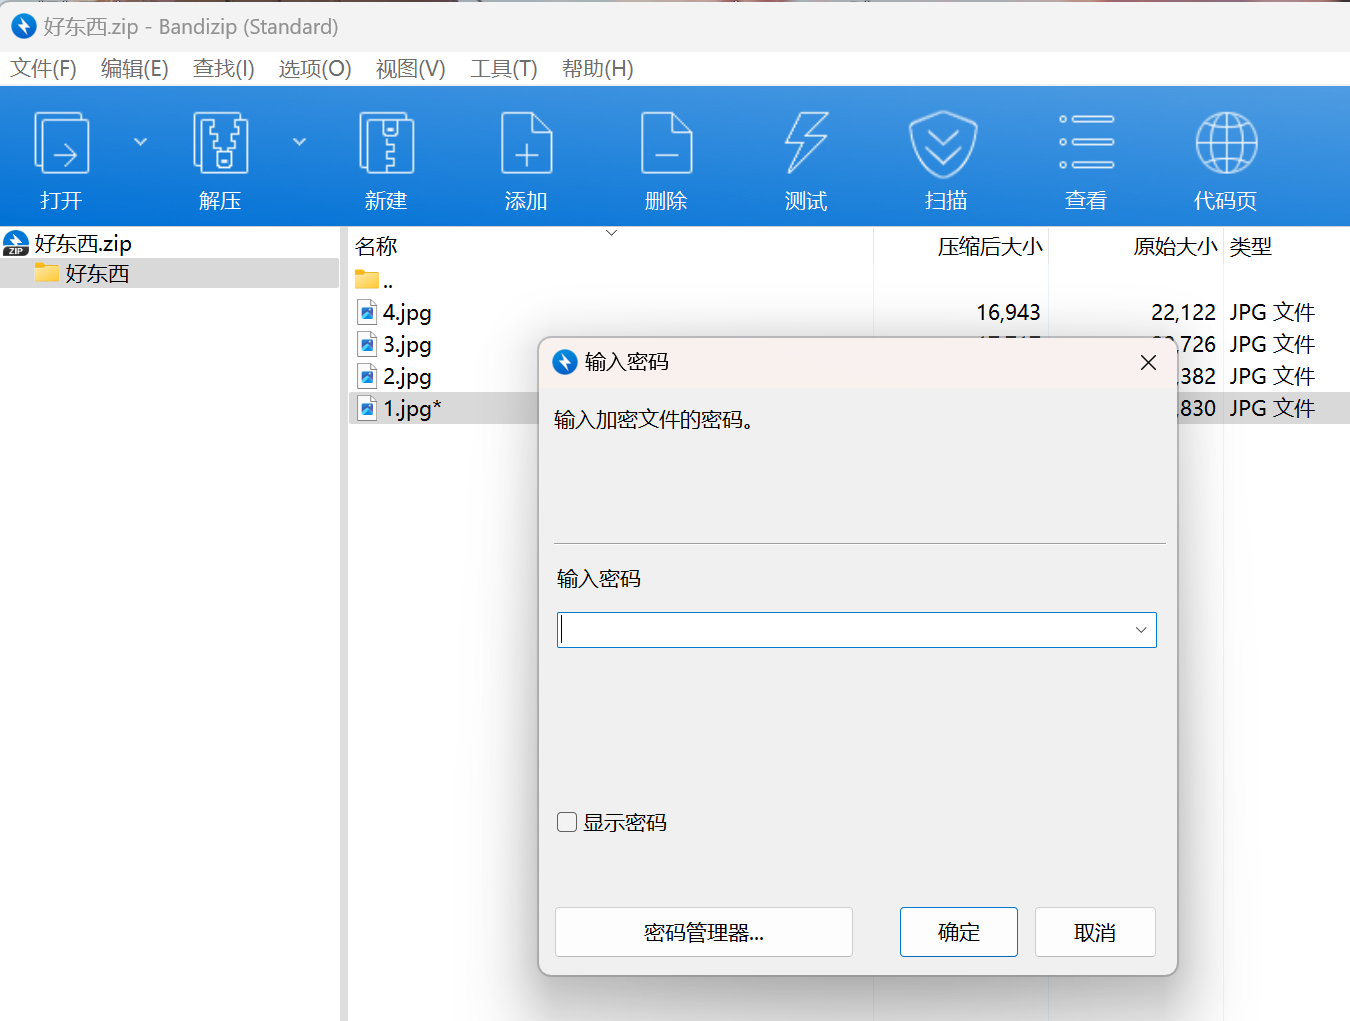 好东西.zip - Bandizip (Standard)
文件(F) 编辑(E) 查找(I) 选项(O) 视图(V) 工具(T) 帮助(H)
打开 解压 新建 添加 删除 测试 扫描 查看 代码页
ZIP 好东西.zip
好东西
名称 压缩后大小 原始大小 类型
..
4.jpg 16,943 22,122 JPG 文件
3.jpg ,726 JPG 文件
2.jpg ,382 JPG 文件
1.jpg* ,830 JPG 文件
输入密码
输入加密文件的密码。
输入密码
显示密码
密码管理器... 确定 取消